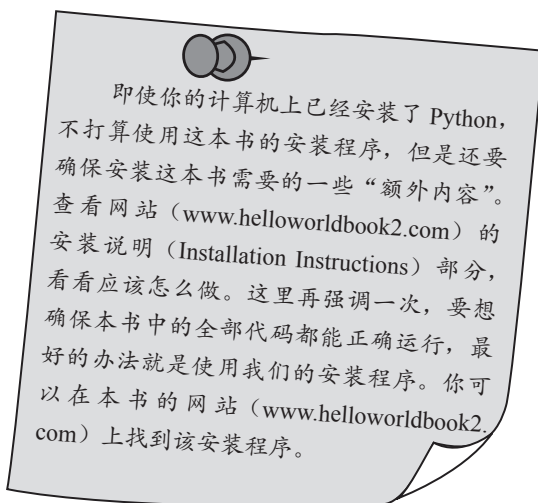 即使你的计算机上已经安装了 Python，
不打算使用这本书的安装程序，但是还要
确保安装这本书需要的一些“额外内容”。
查看网站（www.helloworldbook2.com）的
安装说明（Installation Instructions）部分，
看看应该怎么做。这里再强调一次，要想
确保本书中的全部代码都能正确运行，最
好的办法就是使用我们的安装程序。你可
以在本书的网站（www.helloworldbook2.
com）上找到该安装程序。